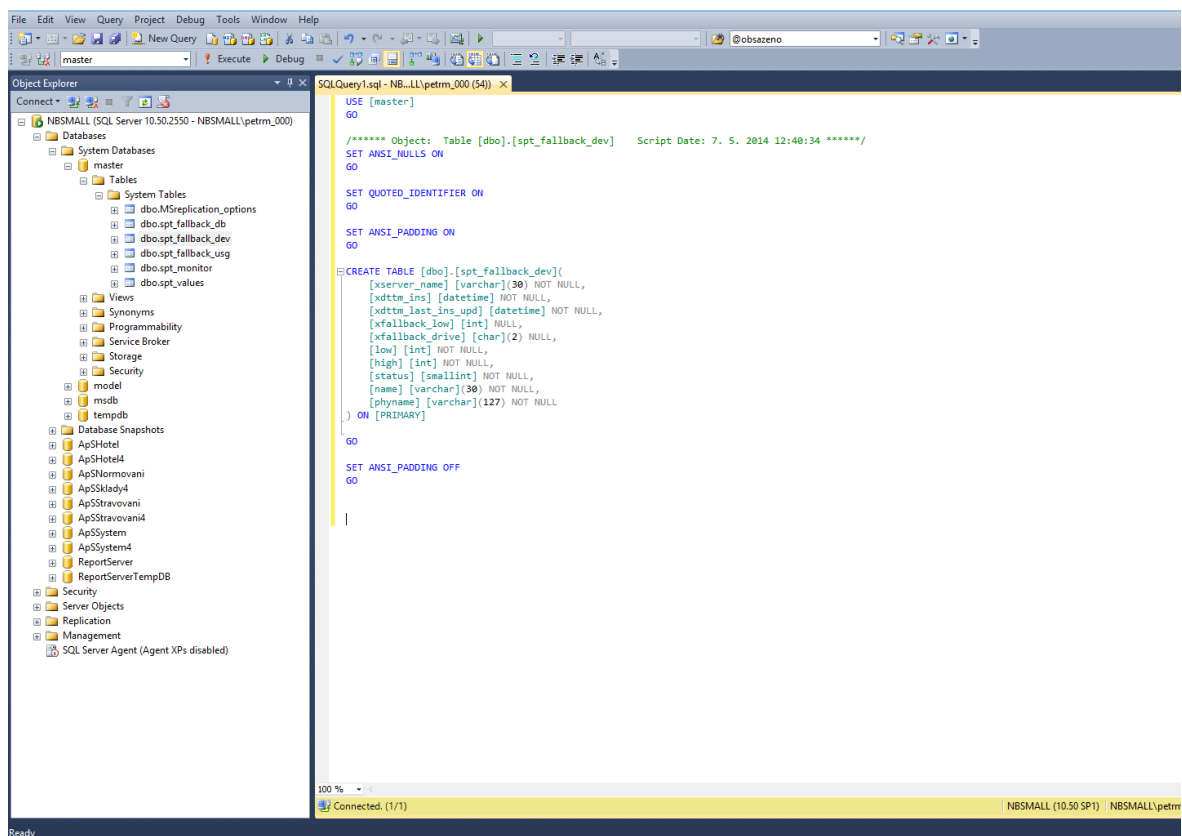 File Edit View Query Project Debug Tools Window Help
New Query @obsazeno
master Execute Debug
Object Explorer
Connect
NBSMALL (SQL Server 10.50.2550 - NBSMALL\petrm_000)
Databases
System Databases
master
Tables
System Tables
dbo.MSreplication_options
dbo.spt_fallback_db
dbo.spt_fallback_dev
dbo.spt_fallback_usg
dbo.spt_monitor
dbo.spt_values
Views
Synonyms
Programmability
Service Broker
Storage
Security
model
msdb
tempdb
Database Snapshots
ApSHotel
ApSHotel4
ApSNormovani
ApSSklady4
ApSStravovani
ApSStravovani4
ApSSystem
ApSSystem4
ReportServer
ReportServerTempDB
Security
Server Objects
Replication
Management
SQL Server Agent (Agent XPs disabled)
SQLQuery1.sql - NB...LL\petrm_000 (54))
USE [master]
GO
/****** Object:  Table [dbo].[spt_fallback_dev]    Script Date: 7. 5. 2014 12:40:34 ******/
SET ANSI_NULLS ON
GO
SET QUOTED_IDENTIFIER ON
GO
SET ANSI_PADDING ON
GO
CREATE TABLE [dbo].[spt_fallback_dev](
[xserver_name] [varchar](30) NOT NULL,
[xdttm_ins] [datetime] NOT NULL,
[xdttm_last_ins_upd] [datetime] NOT NULL,
[xfallback_low] [int] NULL,
[xfallback_drive] [char](2) NULL,
[low] [int] NOT NULL,
[high] [int] NOT NULL,
[status] [smallint] NOT NULL,
[name] [varchar](30) NOT NULL,
[phyname] [varchar](127) NOT NULL
) ON [PRIMARY]
GO
SET ANSI_PADDING OFF
GO
100 %
Connected. (1/1) NBSMALL (10.50 SP1) NBSMALL\petrm
Ready